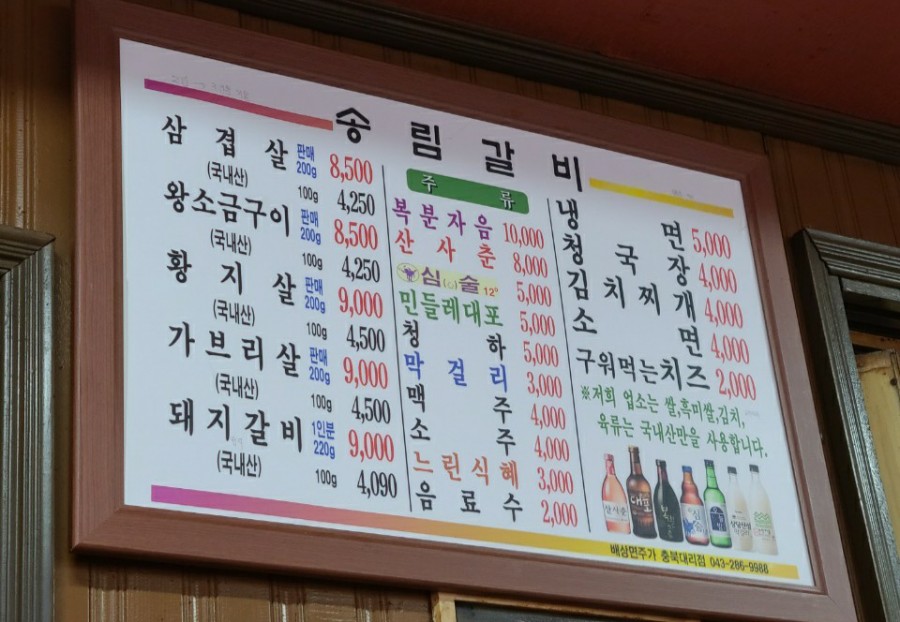 송림갈비
삼겹살 판매 200g 8,500
(국내산) 100g 4,250
왕소금구이 판매 200g 8,500
(국내산) 100g 4,250
황지살 판매 200g 9,000
(국내산) 100g 4,500
가브리살 판매 200g 9,000
(국내산) 100g 4,500
돼지갈비 1인분 220g 9,000
(국내산) 100g 4,090
주류
복분자음 10,000
산사춘 8,000
심(心)술 12° 5,000
민들레대포 5,000
청하 5,000
막걸리 3,000
맥주 4,000
소주 4,000
느린식혜 3,000
음료수 2,000
냉면 5,000
청국장 4,000
김치찌개 4,000
소면 4,000
구워먹는치즈 2,000
※저희 업소는 쌀,흑미쌀,김치,
육류는 국내산만을 사용합니다.
산사춘
대포
배상면주가 충북대리점 043-286-9988